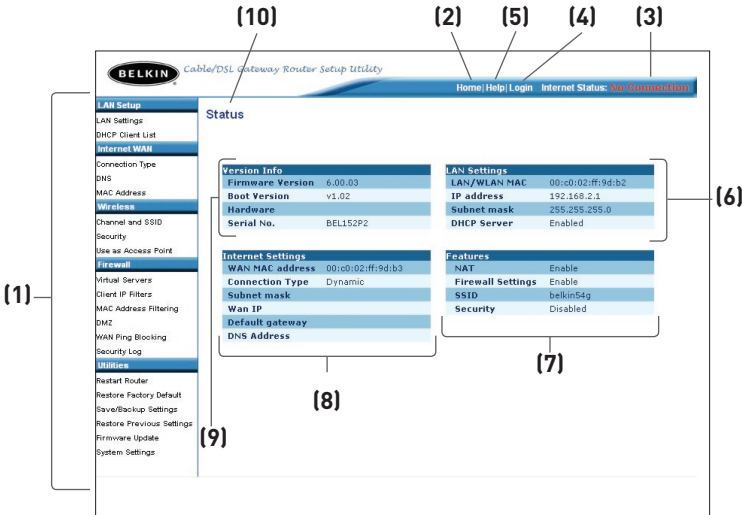 (10) (2) (5) (4) (3)
BELKIN Cable/DSL Gateway Router Setup Utility
Home|Help|Login Internet Status: No Connection
(1)
LAN Setup
LAN Settings
DHCP Client List
Internet WAN
Connection Type
DNS
MAC Address
Wireless
Channel and SSID
Security
Use as Access Point
Firewall
Virtual Servers
Client IP Filters
MAC Address Filtering
DMZ
WAN Ping Blocking
Security Log
Utilities
Restart Router
Restore Factory Default
Save/Backup Settings
Restore Previous Settings
Firmware Update
System Settings
Status
Version Info
Firmware Version 6.00.03
Boot Version v1.02
Hardware
Serial No. BEL152P2
(9)
LAN Settings
LAN/WLAN MAC 00:c0:02:ff:9d:b2
IP address 192.168.2.1
Subnet mask 255.255.255.0
DHCP Server Enabled
(6)
Internet Settings
WAN MAC address 00:c0:02:ff:9d:b3
Connection Type Dynamic
Subnet mask
Wan IP
Default gateway
DNS Address
(8)
Features
NAT Enable
Firewall Settings Enable
SSID belkin54g
Security Disabled
(7)